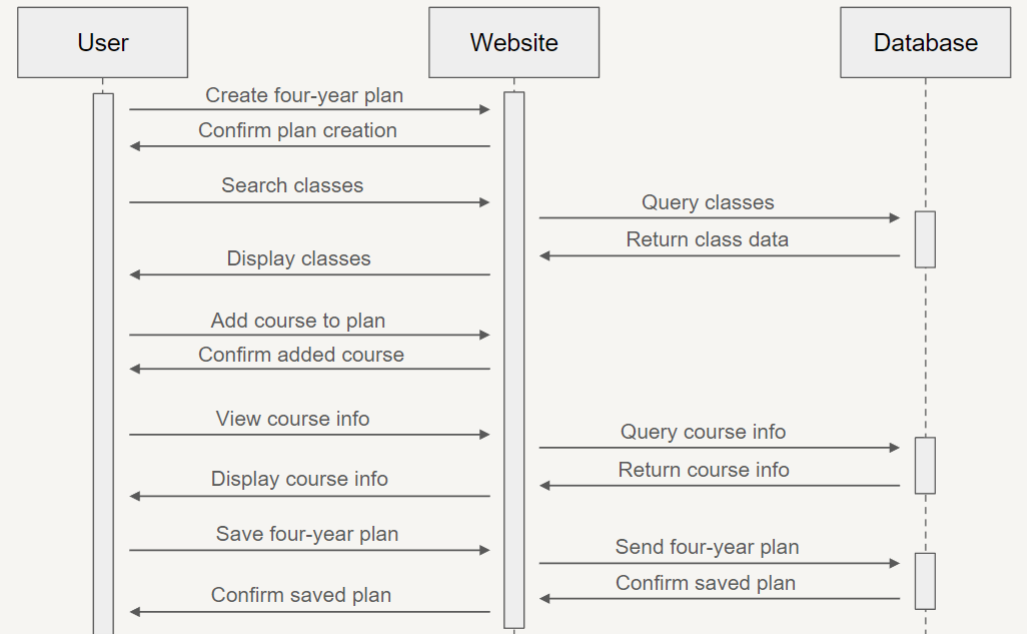 User
Website
Database
Create four-year plan
Confirm plan creation
Search classes
Query classes
Return class data
Display classes
Add course to plan
Confirm added course
View course info
Query course info
Return course info
Display course info
Save four-year plan
Send four-year plan
Confirm saved plan
Confirm saved plan